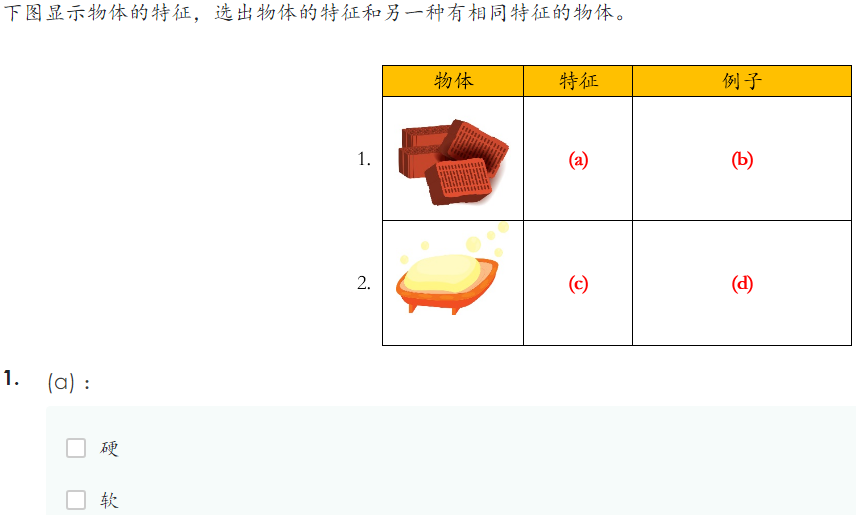 下图显示物体的特征，选出物体的特征和另一种有相同特征的物体。
物体 特征 例子
1. (a) (b)
2. (c) (d)
1. (a) :
硬
软